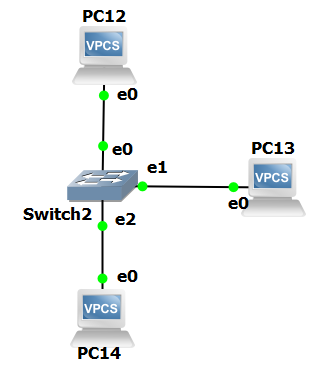 PC12
VPCS
e0
e0
e1
PC13
VPCS
e0
Switch2
e2
e0
VPCS
PC14